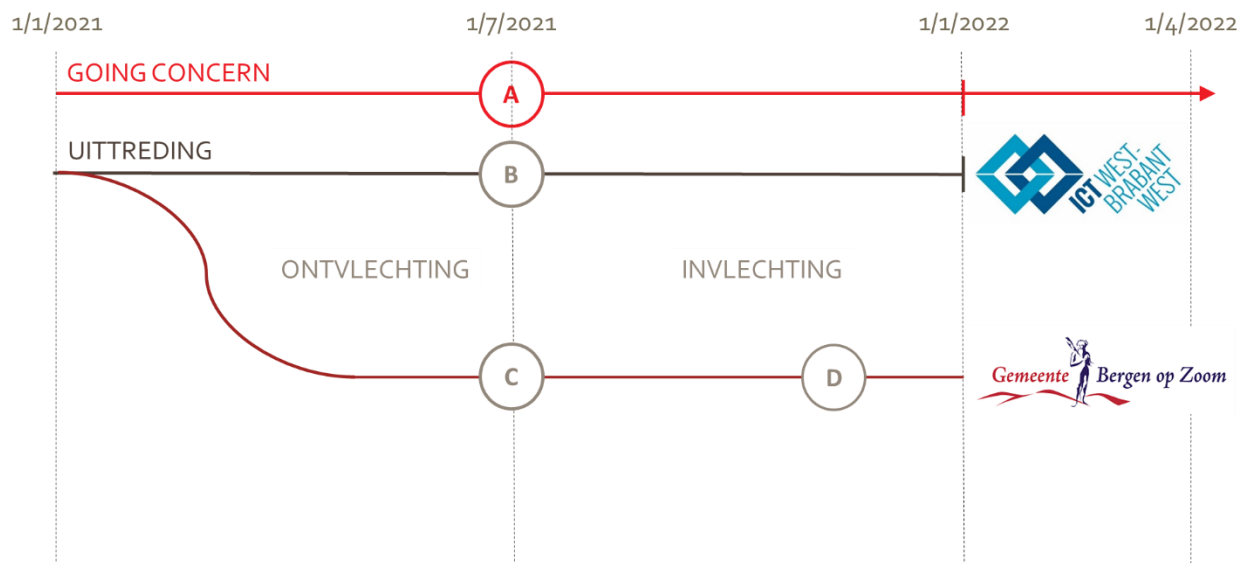 1/1/2021
1/7/2021
1/1/2022
1/4/2022
GOING CONCERN
A
UITTREDING
B
ICT WEST-
BRABANT
WEST
ONTVLECHTING
INVLECHTING
C
D
Gemeente Bergen op Zoom